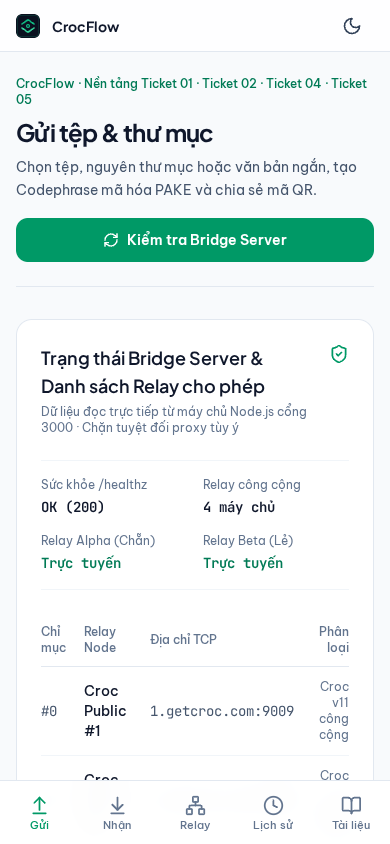 CrocFlow
CrocFlow · Nền tảng Ticket 01 · Ticket 02 · Ticket 04 · Ticket
05
Gửi tệp & thư mục
Chọn tệp, nguyên thư mục hoặc văn bản ngắn, tạo
Codephrase mã hóa PAKE và chia sẻ mã QR.
Kiểm tra Bridge Server
Trạng thái Bridge Server &
Danh sách Relay cho phép
Dữ liệu đọc trực tiếp từ máy chủ Node.js cổng
3000 · Chặn tuyệt đối proxy tùy ý
Sức khỏe /healthz
Relay công cộng
OK (200)
4 máy chủ
Relay Alpha (Chẵn)
Relay Beta (Lẻ)
Trực tuyến
Trực tuyến
Chỉ
mục
Relay
Node
Địa chỉ TCP
Phân
loại
#0
Croc
Public
#1
1.getcroc.com:9009
Croc
v11
công
cộng
Croc
Croc
Gửi
Nhận
Relay
Lịch sử
Tài liệu